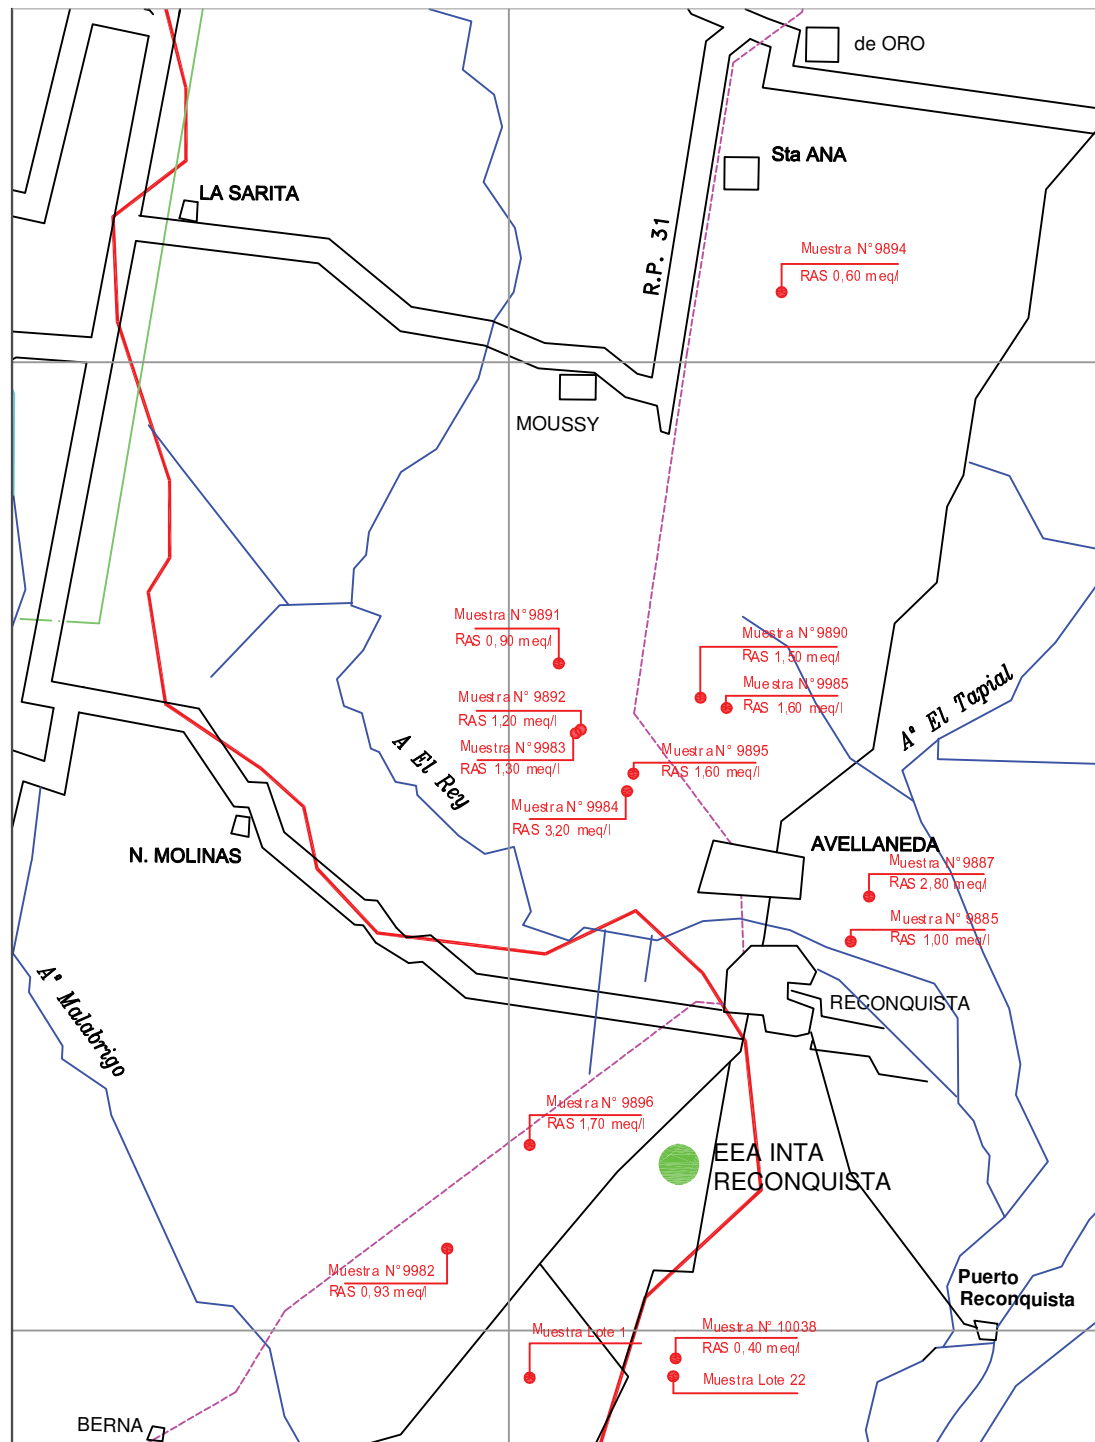 de ORO
Sta ANA
LA SARITA
R.P. 31
Muestra N°9894
RAS 0,60 meq/l
MOUSSY
Muestra N°9891
RAS 0,90 meq/l
Muestra N°9890
RAS 1,50 meq/l
Muestra N°9985
RAS 1,60 meq/l
Muestra N° 9892
RAS 1,20 meq/l
Muestra N°9983
RAS 1,30 meq/l
A° El Tapial
A El Rey
Muestra N°9895
RAS 1,60 meq/l
Muestra N° 9984
RAS 3,20 meq/l
N. MOLINAS
AVELLANEDA
Muestra N°9887
RAS 2,80 meq/l
Muestra N° 9885
RAS 1,00 meq/l
A° Malabrigo
RECONQUISTA
Muestra N° 9896
RAS 1,70 meq/l
EEA INTA
RECONQUISTA
Muestra N°9982
RAS 0,93 meq/l
Puerto
Reconquista
Muestra Lote 1
Muestra N° 10038
RAS 0,40 meq/l
Muestra Lote 22
BERNA